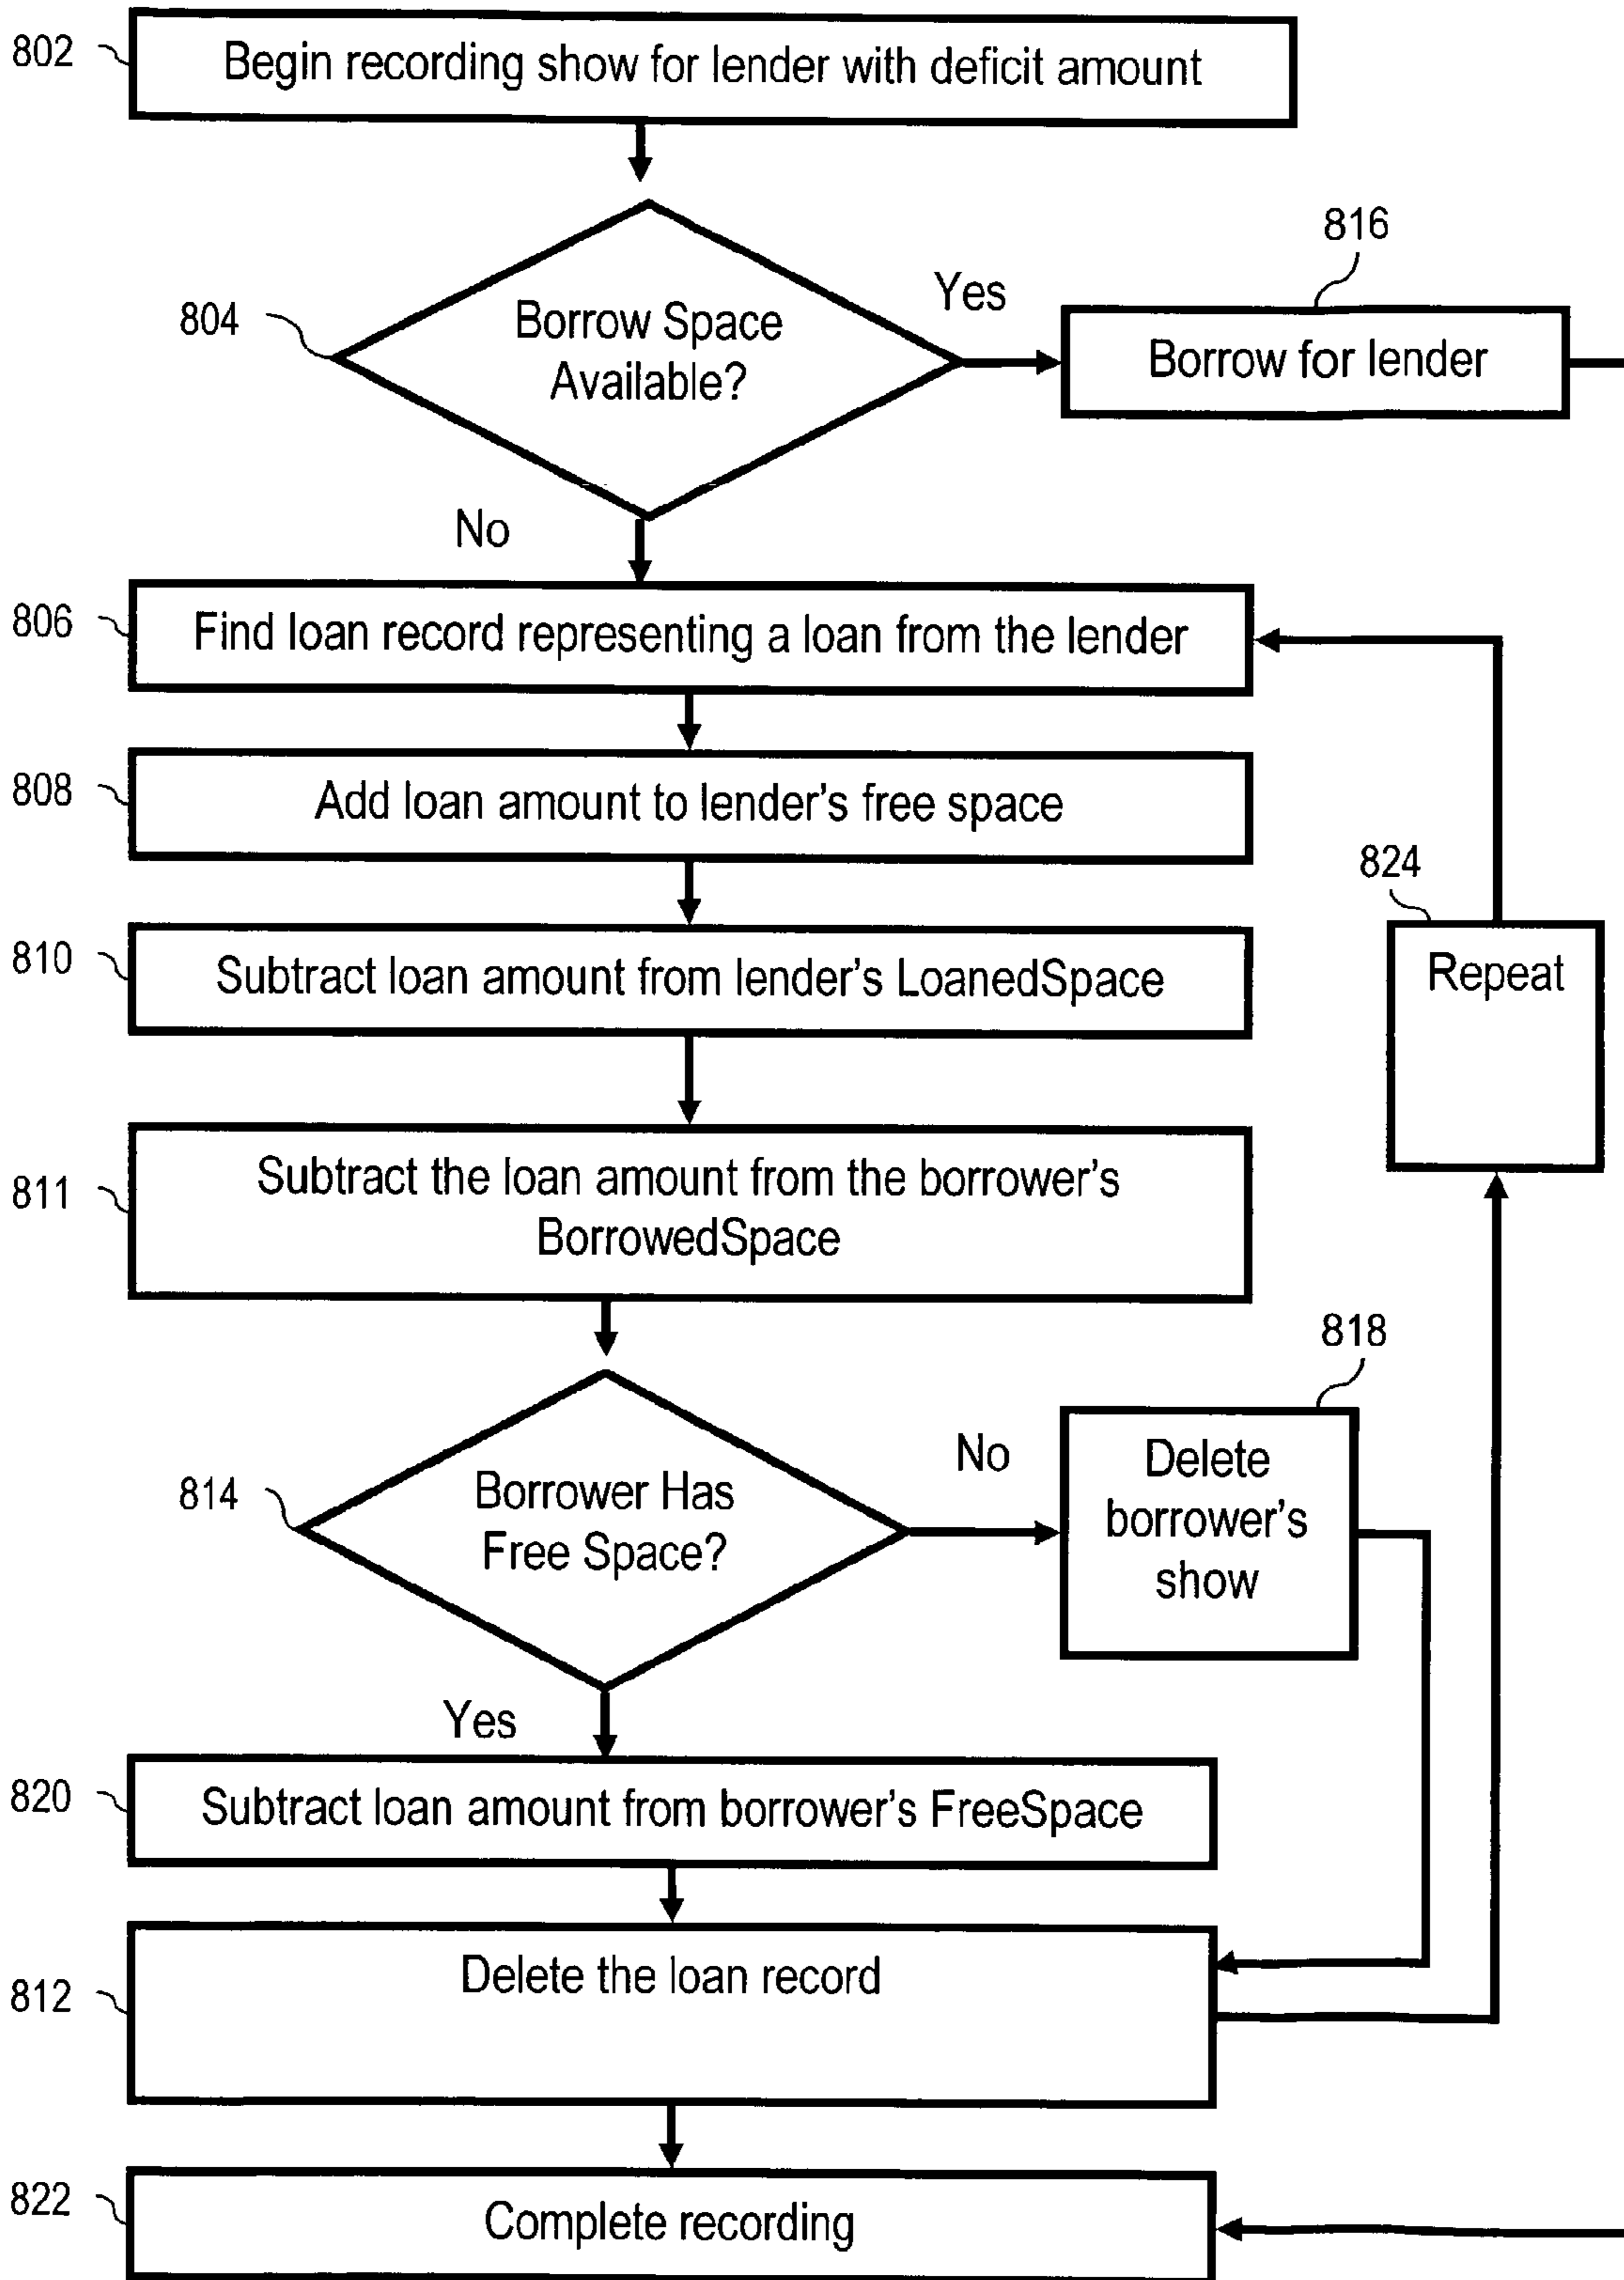 802
Begin recording show for lender with deficit amount
816
804
Borrow Space
Available?
Yes
Borrow for lender
No
806
Find loan record representing a loan from the lender
808
Add loan amount to lender's free space
824
Repeat
810
Subtract loan amount from lender's LoanedSpace
811
Subtract the loan amount from the borrower's
BorrowedSpace
818
814
Borrower Has
Free Space?
No
Delete
borrower's
show
Yes
820
Subtract loan amount from borrower's FreeSpace
812
Delete the loan record
822
Complete recording